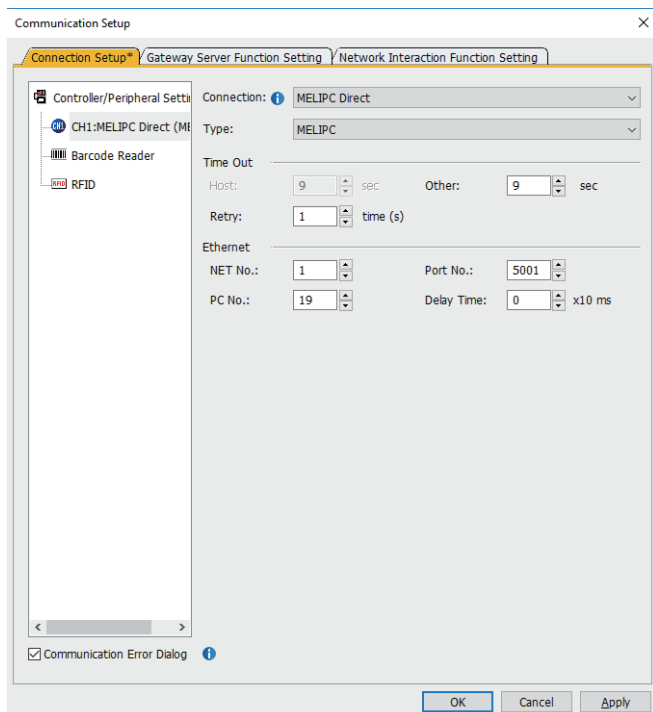 Communication Setup
Connection Setup* Gateway Server Function Setting Network Interaction Function Setting
Controller/Peripheral Settin
CH1:MELIPC Direct (ME
Barcode Reader
RFID RFID
Connection: MELIPC Direct
Type: MELIPC
Time Out
Host: 9 sec Other: 9 sec
Retry: 1 time (s)
Ethernet
NET No.: 1 Port No.: 5001
PC No.: 19 Delay Time: 0 x10 ms
Communication Error Dialog
OK Cancel Apply